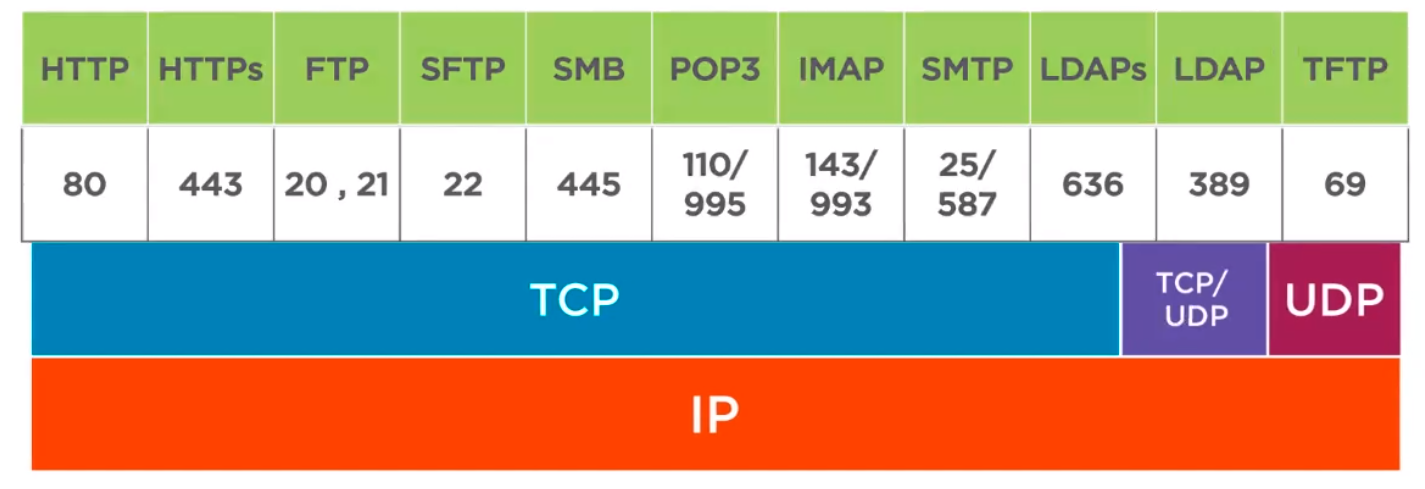 HTTP HTTPs FTP SFTP SMB POP3 IMAP SMTP LDAPs LDAP TFTP
80 443 20 , 21 22 445 110/ 995 143/ 993 25/ 587 636 389 69
TCP TCP/ UDP UDP
IP